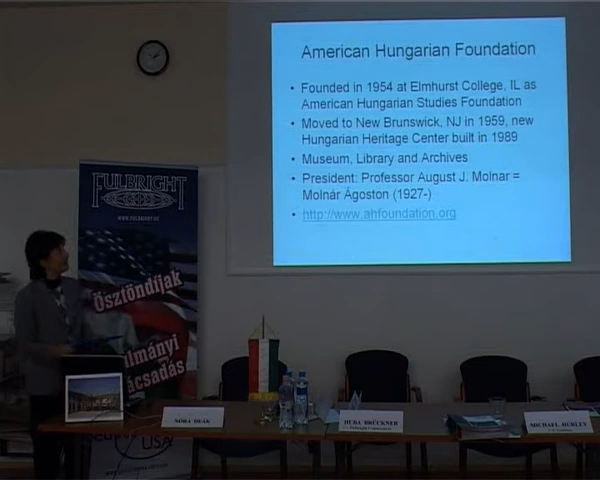 American Hungarian Foundation
• Founded in 1954 at Elmhurst College, IL as
American Hungarian Studies Foundation
• Moved to New Brunswick, NJ in 1959, new
Hungarian Heritage Center built in 1989
• Museum, Library and Archives
• President: Professor August J. Molnar =
Molnár Ágoston (1927-)
• http://www.ahfoundation.org
FULBRIGHT
Ösztöndíjak
USA
NÓRA DEÁK
HUBA BRÜCKNER
MICHAEL HURLEY